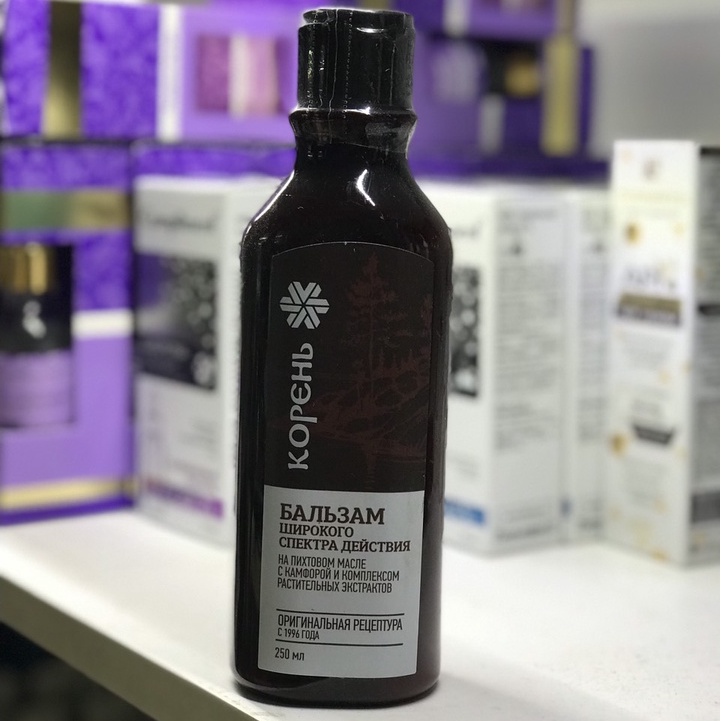 КОРЕНЬ
БАЛЬЗАМ
ШИРОКОГО
СПЕКТРА ДЕЙСТВИЯ
НА ПИХТОВОМ МАСЛЕ
С КАМФОРОЙ И КОМПЛЕКСОМ
РАСТИТЕЛЬНЫХ ЭКСТРАКТОВ
ОРИГИНАЛЬНАЯ РЕЦЕПТУРА
С 1996 ГОДА
250 мл